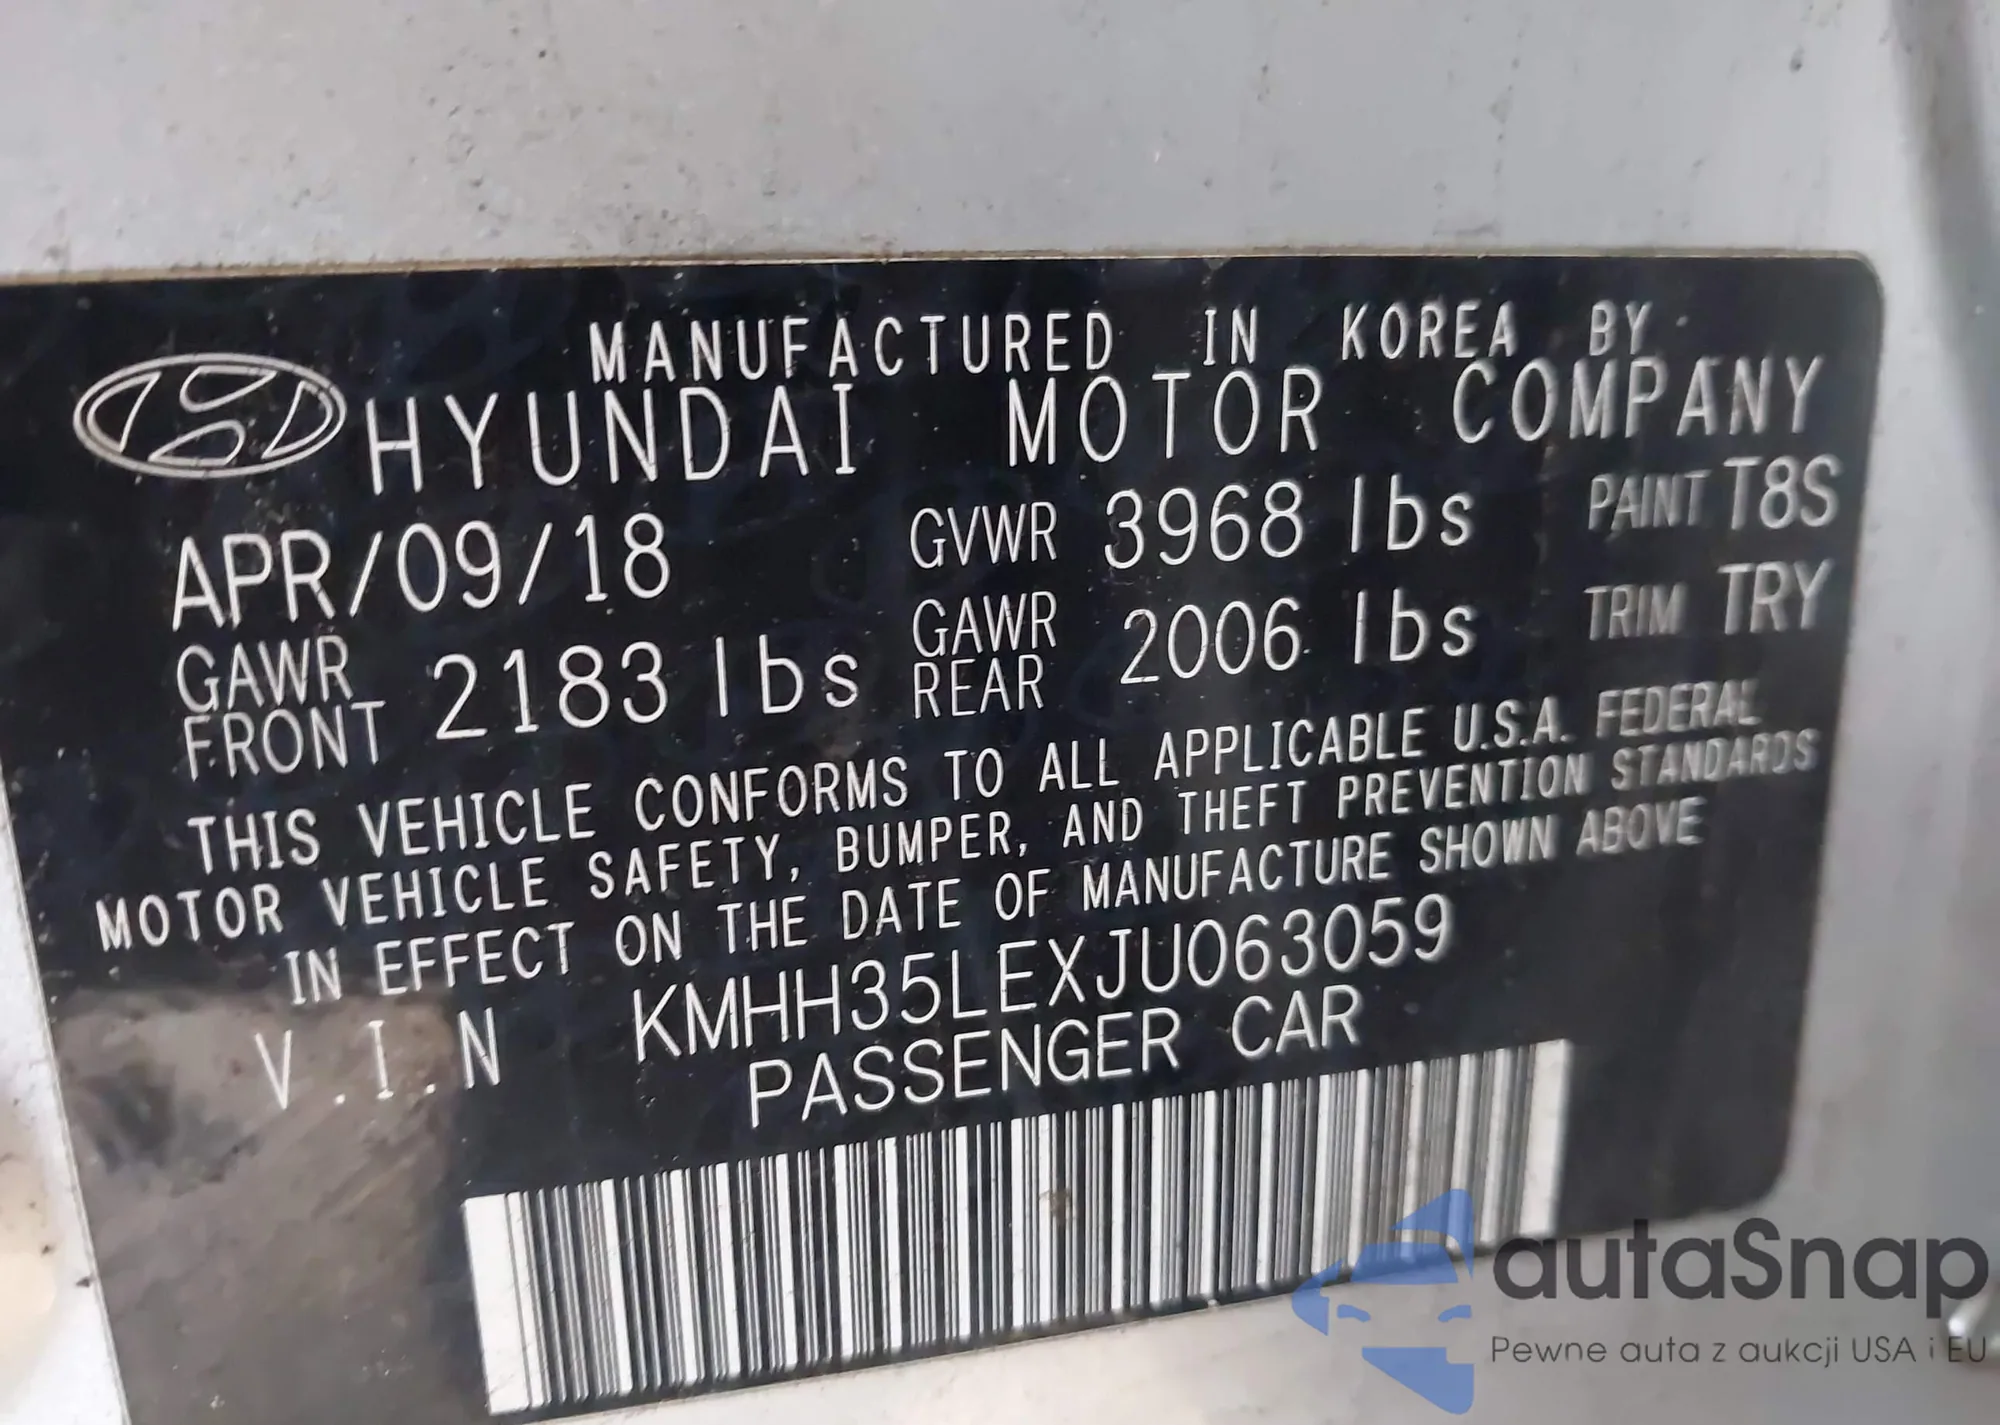 MANUFACTURED IN KOREA BY
HYUNDAI MOTOR COMPANY
APR/09/18 GVWR 3968 lbs PAINT T8S
GAWR FRONT 2183 lbs GAWR REAR 2006 lbs TRIM TRY
THIS VEHICLE CONFORMS TO ALL APPLICABLE U.S.A. FEDERAL
MOTOR VEHICLE SAFETY, BUMPER, AND THEFT PREVENTION STANDARDS
IN EFFECT ON THE DATE OF MANUFACTURE SHOWN ABOVE
V.I.N KMHH35LEXJU063059
PASSENGER CAR
autaSnap
Pewne auta z aukcji USA i EU